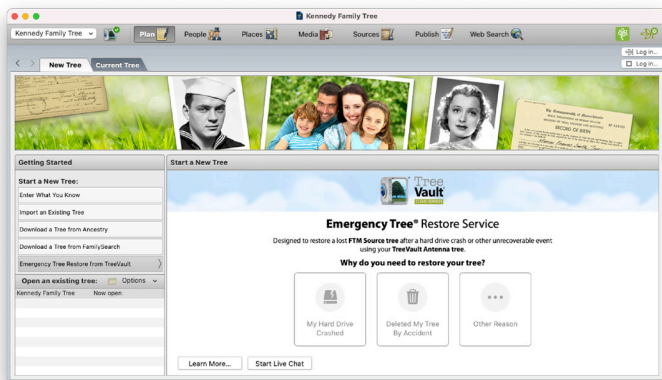 Kennedy Family Tree
Kennedy Family Tree
Plan
People
Places
Media
Sources
Publish
Web Search
Log in...
Log in...
New Tree
Current Tree
RECORD OF BIRTH
Getting Started
Start a New Tree
Start a New Tree:
Enter What You Know
Import an Existing Tree
Download a Tree from Ancestry
Download a Tree from FamilySearch
Emergency Tree Restore from TreeVault
Open an existing tree:
Options
Kennedy Family Tree
Now open
Tree
Vault
Emergency Tree® Restore Service
Designed to restore a lost FTM Source tree after a hard drive crash or other unrecoverable event
using your TreeVault Antenna tree.
Why do you need to restore your tree?
My Hard Drive
Crashed
Deleted My Tree
By Accident
Other Reason
Learn More...
Start Live Chat